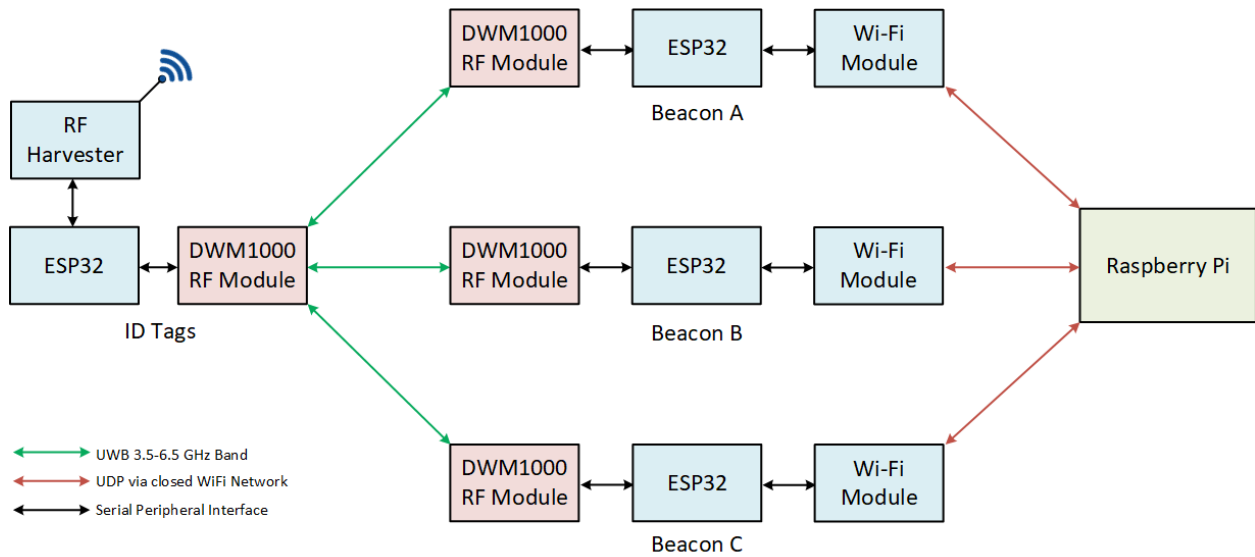 DWM1000
RF Module
ESP32
Wi-Fi
Module
Beacon A
RF
Harvester
ESP32
DWM1000
RF Module
ID Tags
DWM1000
RF Module
ESP32
Wi-Fi
Module
Beacon B
Raspberry Pi
DWM1000
RF Module
ESP32
Wi-Fi
Module
Beacon C
UWB 3.5-6.5 GHz Band
UDP via closed WiFi Network
Serial Peripheral Interface